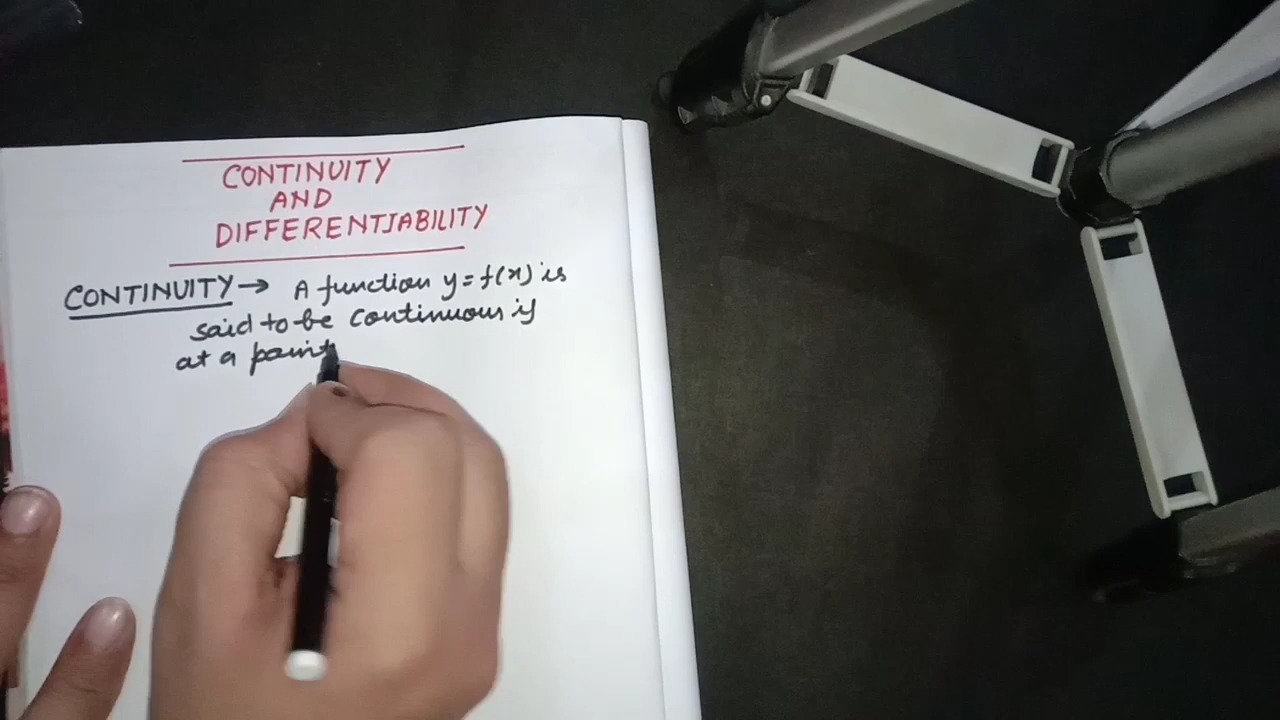 CONTINUITY
AND
DIFFERENTIABILITY
CONTINUITY → A function y = f(x) is
said to be continuous if
at a point